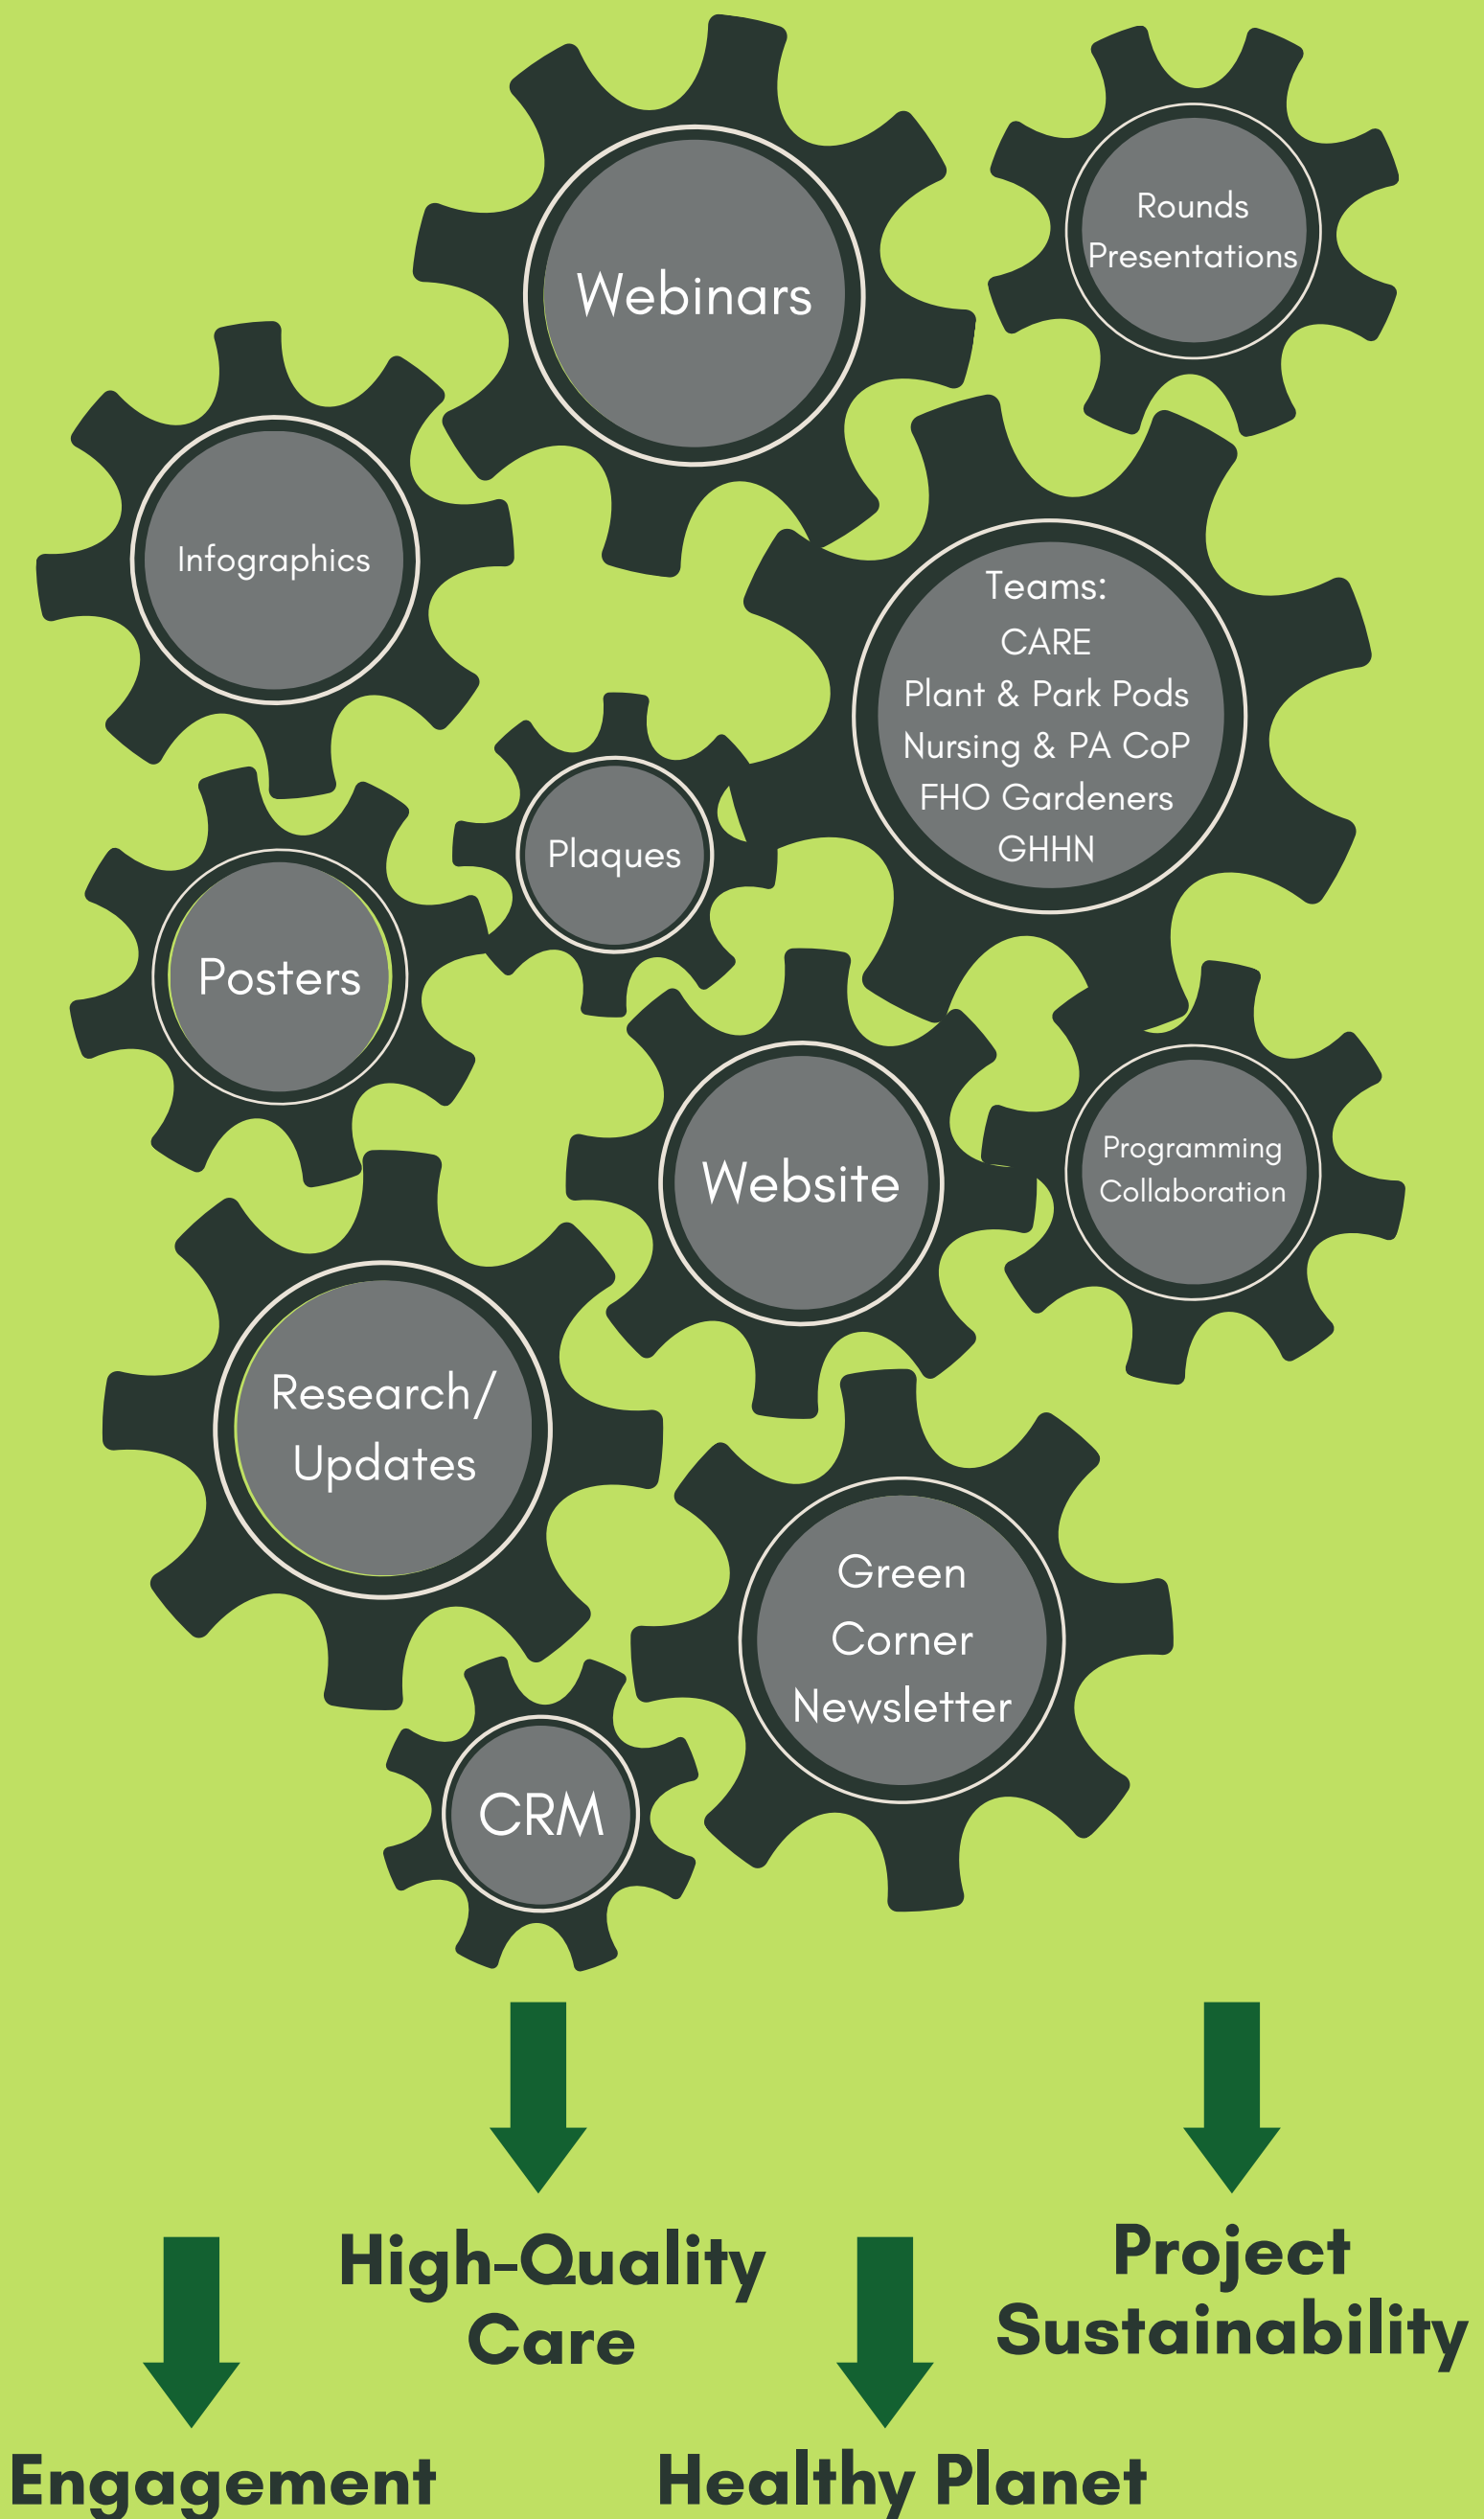 Webinars
Rounds
Presentations
Infographics
Teams:
CARE
Plant & Park Pods
Nursing & PA CoP
FHO Gardeners
GHHN
Plaques
Posters
Website
Programming
Collaboration
Research/
Updates
Green
Corner
Newsletter
CRM
High-Quality
Care
Project
Sustainability
Engagement
Healthy Planet